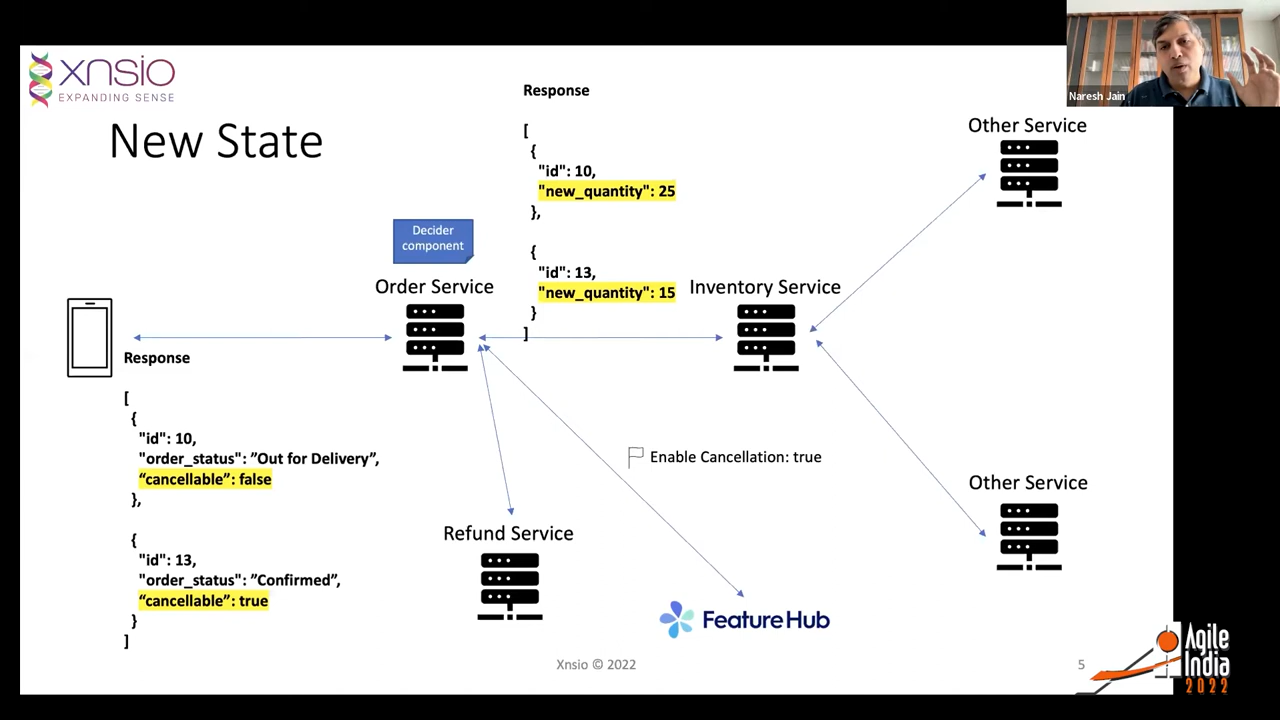 xnsio
EXPANDING SENSE
New State
Response
[
{
"id": 10,
"new_quantity": 25
},
{
"id": 13,
"new_quantity": 15
}
]
Naresh Jain
Other Service
Decider
component
Order Service
Inventory Service
Response
[
{
"id": 10,
"order_status": ”Out for Delivery”,
“cancellable”: false
},
{
"id": 13,
"order_status": ”Confirmed”,
“cancellable”: true
}
]
Enable Cancellation: true
Other Service
Refund Service
FeatureHub
Xnsio © 2022
5
Agile
India
2022